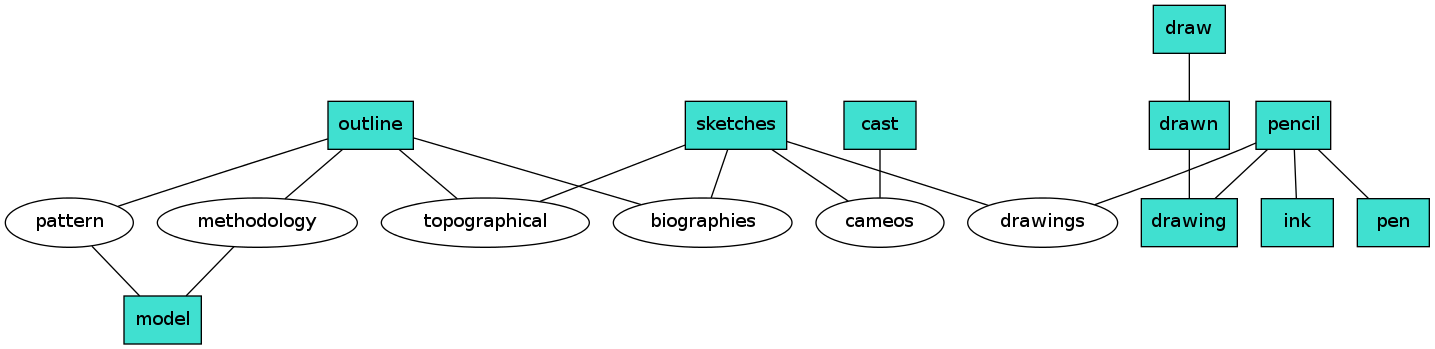 draw
outline
sketches
cast
drawn
pencil
pattern
methodology
topographical
biographies
cameos
drawings
drawing
ink
pen
model